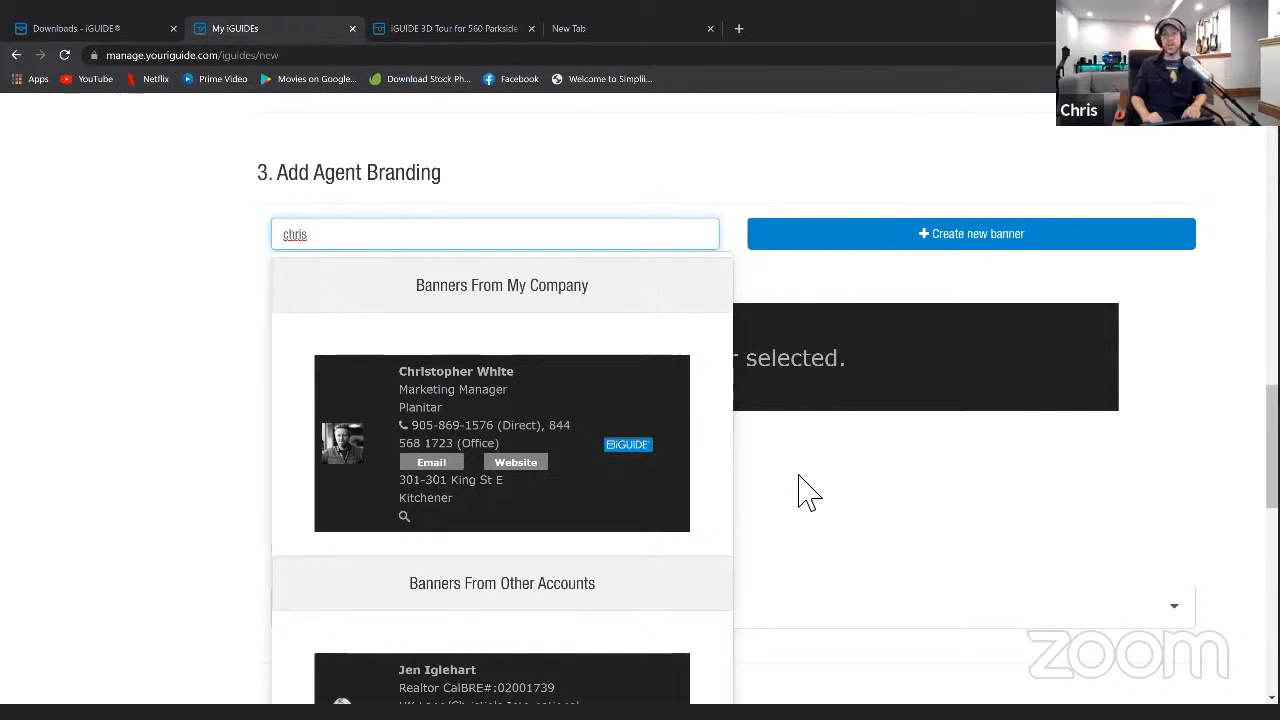 Downloads - iGUIDE®
My iGUIDEs
iGUIDE 3D Tour for 560 Parkside
New Tab
manage.youriguide.com/iguides/new
Apps
YouTube
Netflix
Prime Video
Movies on Google...
Download Stock Ph...
Facebook
Welcome to Simpli...
Chris
3. Add Agent Branding
chris
Create new banner
Banners From My Company
selected.
Christopher White
Marketing Manager
Planitar
905-869-1576 (Direct), 844
568 1723 (Office)
iGUIDE
Email Website
301-301 King St E
Kitchener
Banners From Other Accounts
Jen Iglehart
Realtor CalBRE#:02001739
zoom